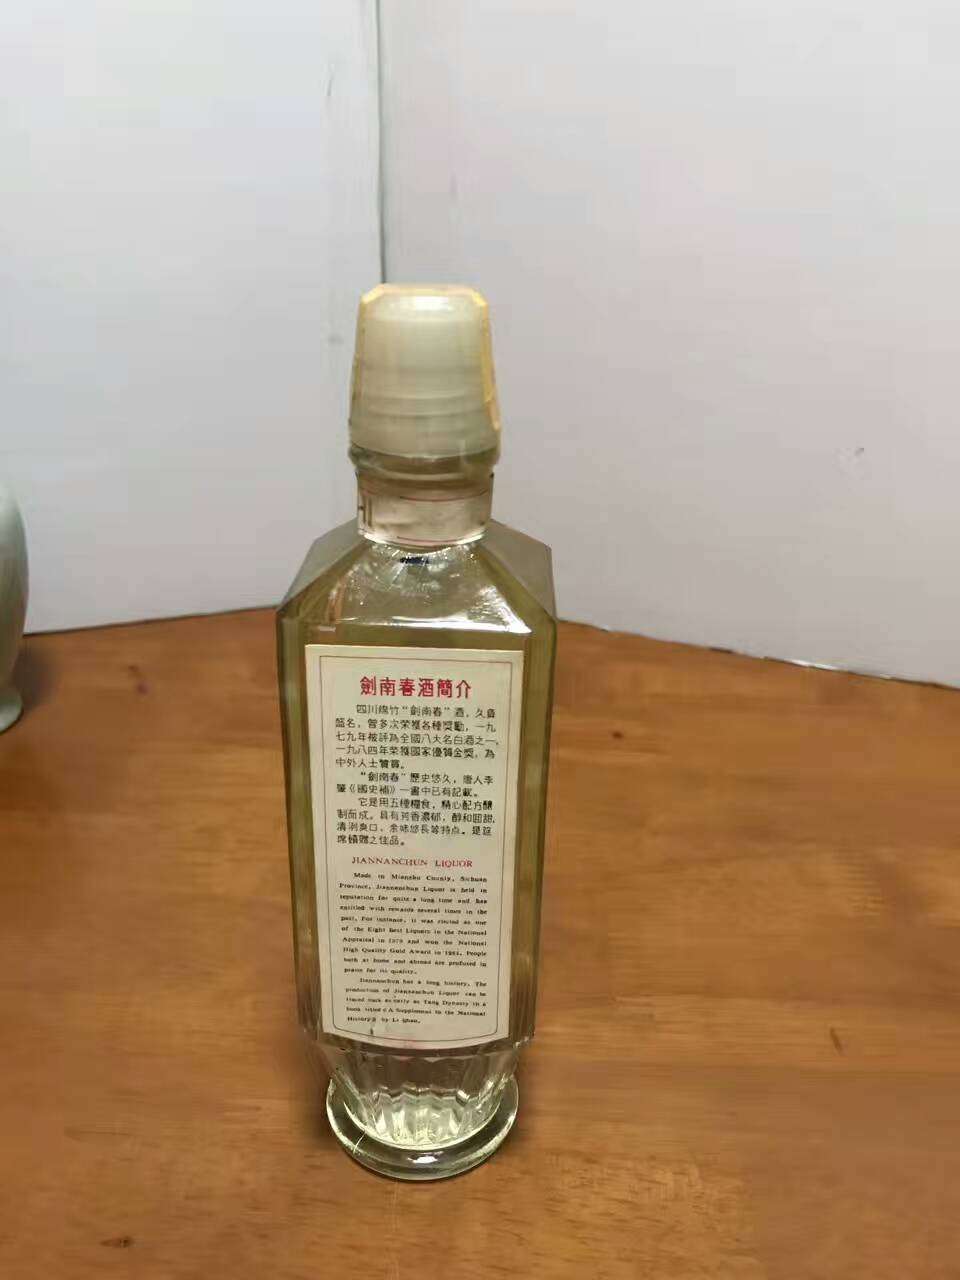 劍南春酒簡介
四川綿竹“劍南春”酒，久負
盛名，曾多次荣獲各種獎勵，一九
七九年被評為全國八大名白酒之一，
一九八四年荣獲國家優質金獎，為
中外人士贊賞。
“劍南春”歷史悠久，唐人李
肇《國史補》一書中已有記載。
它是用五種糧食，精心配方釀
制而成。具有芳香濃郁，醇和回甜，
清冽爽口，余味悠長等特点。是筵
席饋贈之佳品。
JIANNANCHUN LIQUOR
Made in Mianzhu County, Sichuan
Province, Jiannanchun Liquor is held in
reputation for quite a long time and has
entitled with rewards several times in the
past. For instance, it was elected as one
of the Eight Best Liquors in the National
Appraisal in 1979 and won the National
High Quality Gold Award in 1984. People
both at home and abroad are profused in
praise for its quality.
Jiannanchun has a long history. The
production of Jiannanchun Liquor can be
traced back as early as Tang Dynasty in a
book titled《A Supplement to the National
History》by Li